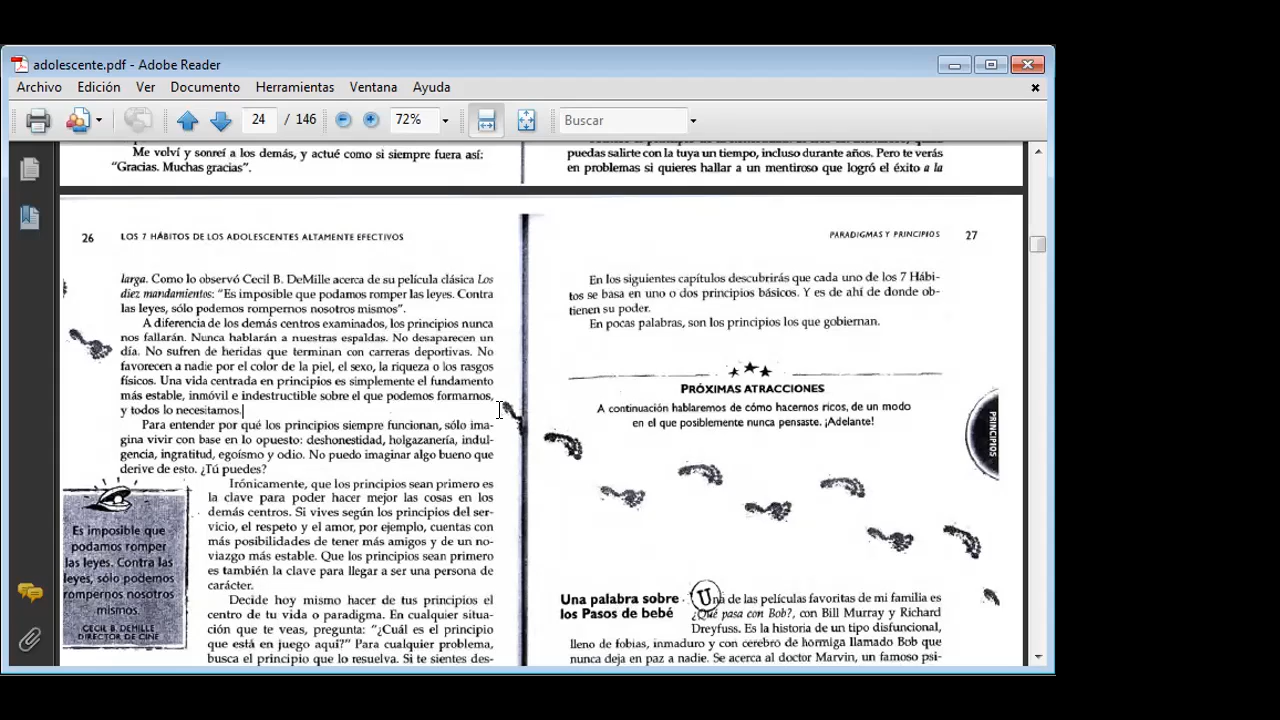 adolescente.pdf - Adobe Reader
Archivo Edición Ver Documento Herramientas Ventana Ayuda
24 / 146 72% Buscar
Me volví y sonreí a los demás, y actué como si siempre fuera así:
"Gracias. Muchas gracias".
puedas salirte con la tuya un tiempo, incluso durante años. Pero te verás
en problemas si quieres hallar a un mentiroso que logró el éxito a la
26 LOS 7 HÁBITOS DE LOS ADOLESCENTES ALTAMENTE EFECTIVOS
larga. Como lo observó Cecil B. DeMille acerca de su película clásica Los
diez mandamientos: "Es imposible que podamos romper las leyes. Contra
las leyes, sólo podemos rompernos nosotros mismos".
A diferencia de los demás centros examinados, los principios nunca
nos fallarán. Nunca hablarán a nuestras espaldas. No desaparecen un
día. No sufren de heridas que terminan con carreras deportivas. No
favorecen a nadie por el color de la piel, el sexo, la riqueza o los rasgos
físicos. Una vida centrada en principios es simplemente el fundamento
más estable, inmóvil e indestructible sobre el que podemos formarnos,
y todos lo necesitamos.
Para entender por qué los principios siempre funcionan, sólo ima-
gina vivir con base en lo opuesto: deshonestidad, holgazanería, indul-
gencia, ingratitud, egoísmo y odio. No puedo imaginar algo bueno que
derive de esto. ¿Tú puedes?
Irónicamente, que los principios sean primero es
la clave para poder hacer mejor las cosas en los
demás centros. Si vives según los principios del ser-
vicio, el respeto y el amor, por ejemplo, cuentas con
más posibilidades de tener más amigos y de un no-
viazgo más estable. Que los principios sean primero
es también la clave para llegar a ser una persona de
carácter.
Decide hoy mismo hacer de tus principios el
centro de tu vida o paradigma. En cualquier situa-
ción que te veas, pregunta: "¿Cuál es el principio
que está en juego aquí?" Para cualquier problema,
busca el principio que lo resuelva. Si te sientes des-
Es imposible que
podamos romper
las leyes. Contra las
leyes, sólo podemos
rompernos nosotros
mismos.
CECIL B. DEMILLE
DIRECTOR DE CINE
PARADIGMAS Y PRINCIPIOS 27
En los siguientes capítulos descubrirás que cada uno de los 7 Hábi-
tos se basa en uno o dos principios básicos. Y es de ahí de donde ob-
tienen su poder.
En pocas palabras, son los principios los que gobiernan.
PRÓXIMAS ATRACCIONES
A continuación hablaremos de cómo hacernos ricos, de un modo
en el que posiblemente nunca pensaste. ¡Adelante!
PRINCIPIOS
Una palabra sobre
los Pasos de bebé
Una de las películas favoritas de mi familia es
¿Qué pasa con Bob?, con Bill Murray y Richard
Dreyfuss. Es la historia de un tipo disfuncional,
lleno de fobias, inmaduro y con cerebro de hormiga llamado Bob que
nunca deja en paz a nadie. Se acerca al doctor Marvin, un famoso psi-